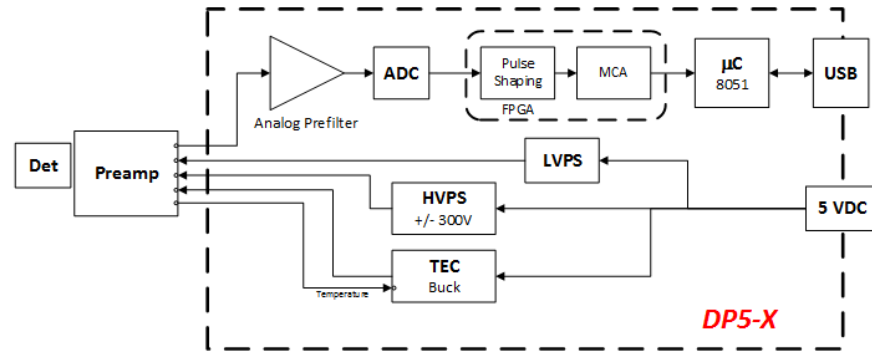 Det
Preamp
Analog Prefilter
ADC
Pulse
Shaping
FPGA
MCA
µC
8051
USB
LVPS
HVPS
+/- 300V
5 VDC
TEC
Buck
Temperature
DP5-X